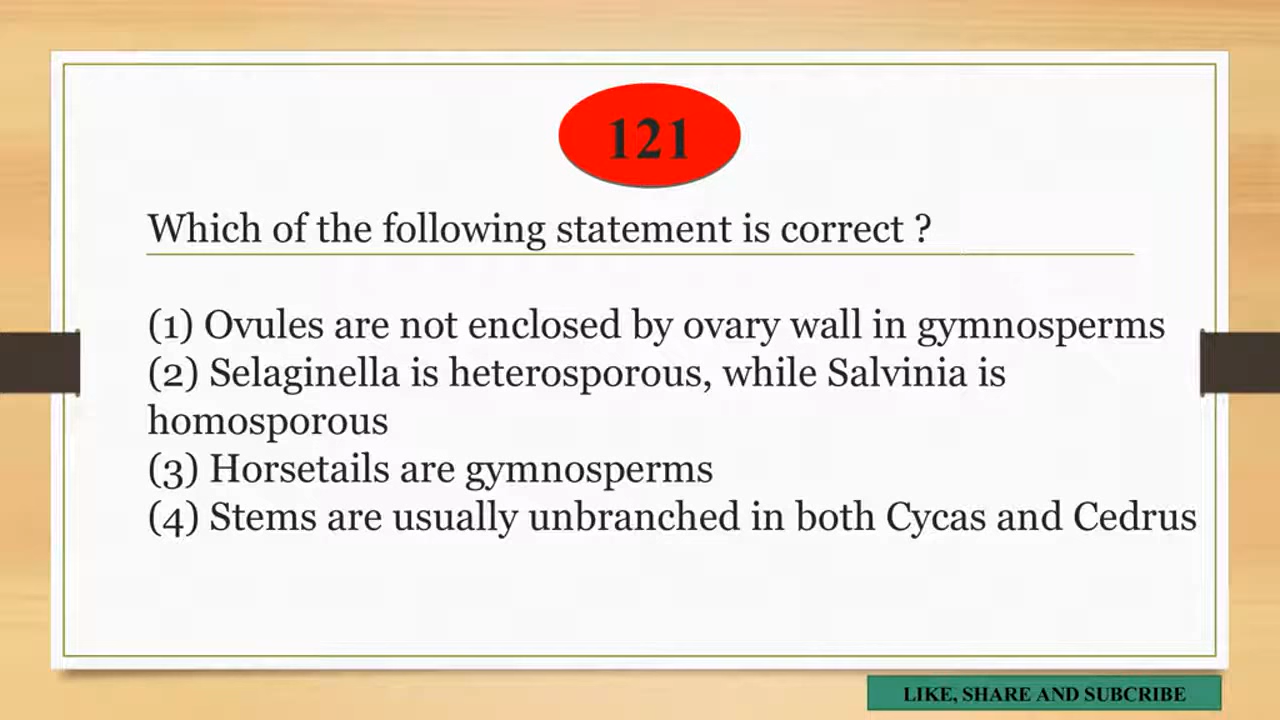 121
Which of the following statement is correct ?
(1) Ovules are not enclosed by ovary wall in gymnosperms
(2) Selaginella is heterosporous, while Salvinia is
homosporous
(3) Horsetails are gymnosperms
(4) Stems are usually unbranched in both Cycas and Cedrus
LIKE, SHARE AND SUBCRIBE